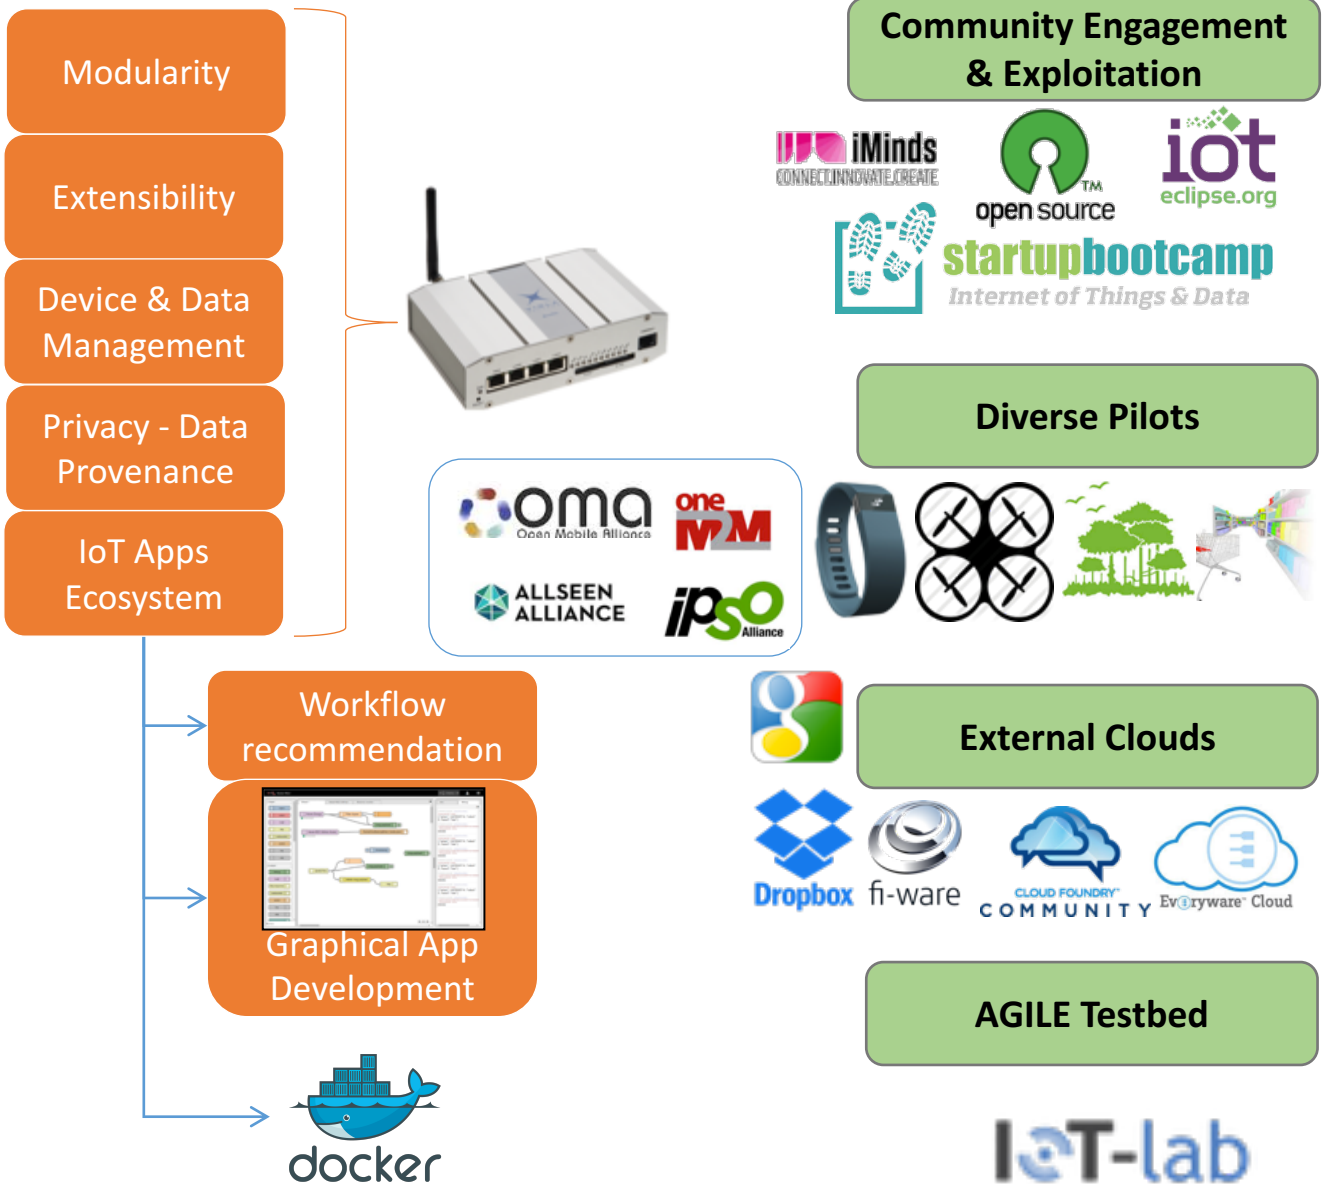 Modularity
Extensibility
Device & Data
Management
Privacy - Data
Provenance
IoT Apps
Ecosystem
Workflow
recommendation
Graphical App
Development
docker
oma
Open Mobile Alliance
one
M2M
ALLSEEN
ALLIANCE
iPSO
Alliance
Community Engagement
& Exploitation
iMinds
CONNECT.INNOVATE.CREATE
open source
TM
iot
eclipse.org
startupbootcamp
Internet of Things & Data
Diverse Pilots
External Clouds
g
Dropbox
fi-ware
CLOUD FOUNDRY™
COMMUNITY
Everyware™ Cloud
AGILE Testbed
IoT-lab